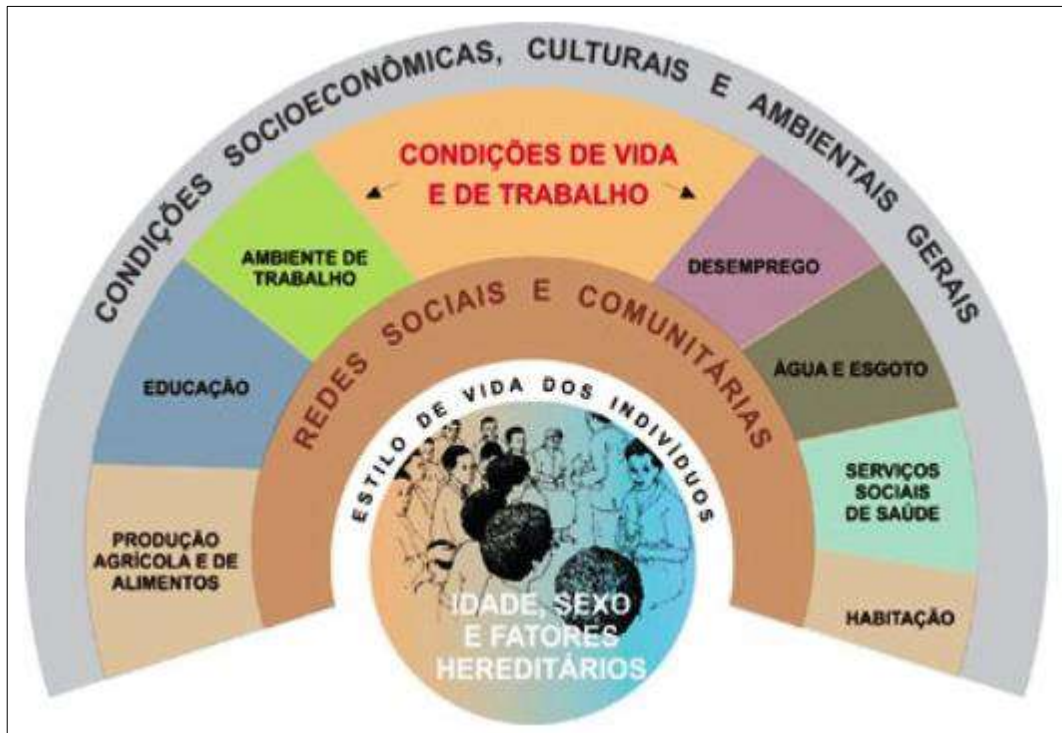 CONDIÇÕES SOCIOECONÔMICAS, CULTURAIS E AMBIENTAIS GERAIS
CONDIÇÕES DE VIDA
E DE TRABALHO
AMBIENTE DE
TRABALHO
DESEMPREGO
REDES SOCIAIS E COMUNITÁRIAS
EDUCAÇÃO
ÀGUA E ESGOTO
ESTILO DE VIDA DOS INDIVÍDUOS
SERVIÇOS
SOCIAIS
DE SAÚDE
PRODUÇÃO
AGRÍCOLA E DE
ALIMENTOS
HABITAÇÃO
IDADE, SEXO
E FATORES
HEREDITÁRIOS